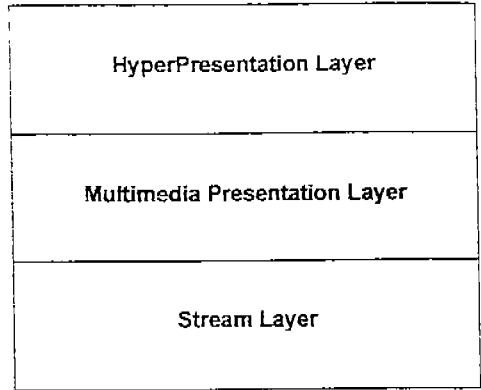 HyperPresentation Layer
Multimedia Presentation Layer
Stream Layer